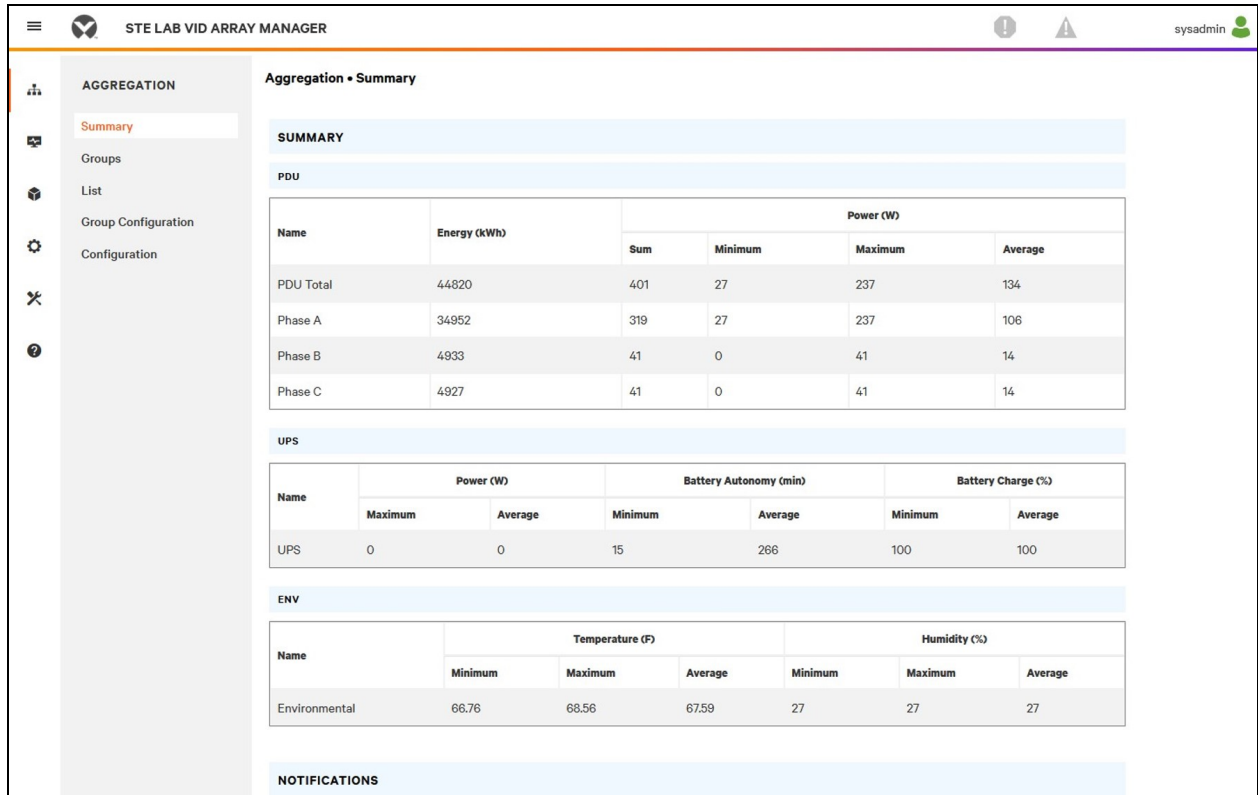 STE LAB VID ARRAY MANAGER
sysadmin
AGGREGATION
Summary
Groups
List
Group Configuration
Configuration
Aggregation • Summary
SUMMARY
PDU
Name Energy (kWh) Power (W)
Sum Minimum Maximum Average
PDU Total 44820 401 27 237 134
Phase A 34952 319 27 237 106
Phase B 4933 41 0 41 14
Phase C 4927 41 0 41 14
UPS
Name Power (W) Battery Autonomy (min) Battery Charge (%)
Maximum Average Minimum Average Minimum Average
UPS 0 0 15 266 100 100
ENV
Name Temperature (F) Humidity (%)
Minimum Maximum Average Minimum Maximum Average
Environmental 66.76 68.56 67.59 27 27 27
NOTIFICATIONS